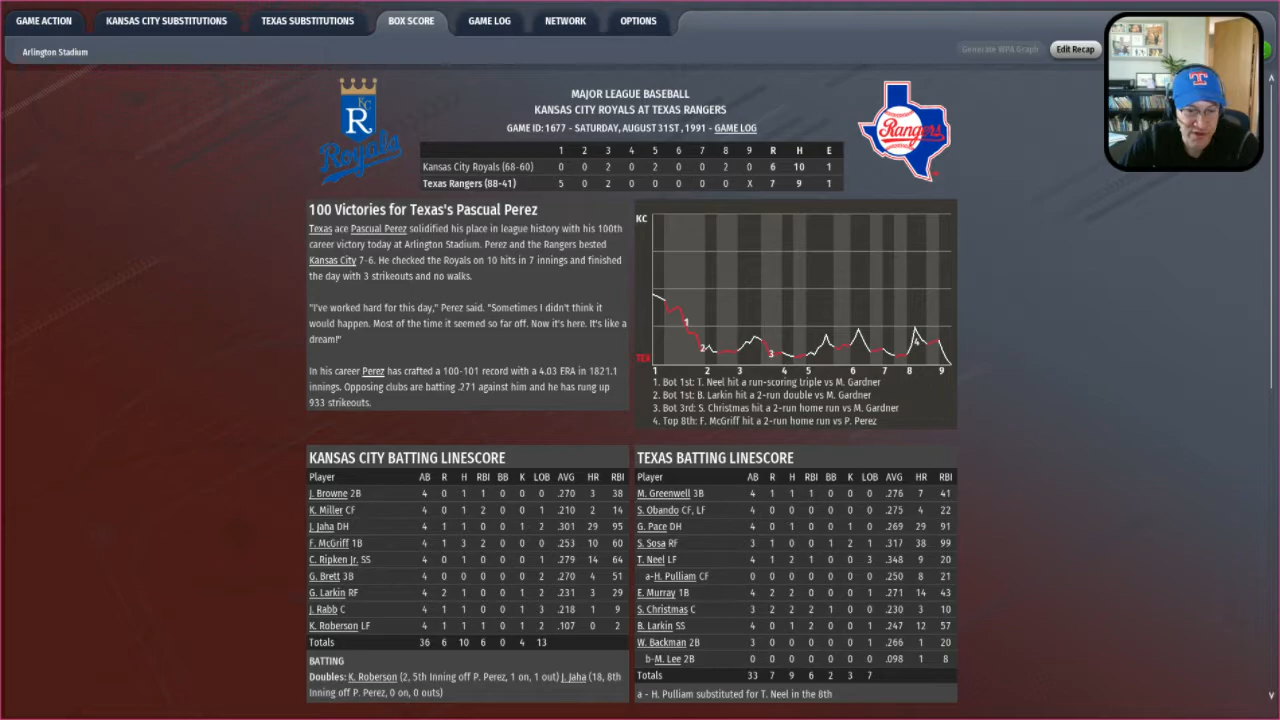 GAME ACTION KANSAS CITY SUBSTITUTIONS TEXAS SUBSTITUTIONS BOX SCORE GAME LOG NETWORK OPTIONS
Arlington Stadium Generate WPA Graph Edit Recap
MAJOR LEAGUE BASEBALL
KANSAS CITY ROYALS AT TEXAS RANGERS
GAME ID: 1677 - SATURDAY, AUGUST 31ST, 1991 - GAME LOG
KC
R
Royals
Rangers
T
1 2 3 4 5 6 7 8 9 R H E
Kansas City Royals (68-60) 0 0 2 0 2 0 0 2 0 6 10 1
Texas Rangers (88-41) 5 0 2 0 0 0 0 0 X 7 9 1
100 Victories for Texas's Pascual Perez
Texas ace Pascual Perez solidified his place in league history with his 100th
career victory today at Arlington Stadium. Perez and the Rangers bested
Kansas City 7-6. He checked the Royals on 10 hits in 7 innings and finished
the day with 3 strikeouts and no walks.
"I've worked hard for this day," Perez said. "Sometimes I didn't think it
would happen. Most of the time it seemed so far off. Now it's here. It's like a
dream!"
In his career Perez has crafted a 100-101 record with a 4.03 ERA in 1821.1
innings. Opposing clubs are batting .271 against him and he has rung up
933 strikeouts.
KC
1
2
3
4
TEX
1 2 3 4 5 6 7 8 9
1. Bot 1st: T. Neel hit a run-scoring triple vs M. Gardner
2. Bot 1st: B. Larkin hit a 2-run double vs M. Gardner
3. Bot 3rd: S. Christmas hit a 2-run home run vs M. Gardner
4. Top 8th: F. McGriff hit a 2-run home run vs P. Perez
KANSAS CITY BATTING LINESCORE
Player AB R H RBI BB K LOB AVG HR RBI
J. Browne 2B 4 0 1 1 0 0 0 .270 3 38
K. Miller CF 4 0 1 2 0 0 1 .210 2 14
J. Jaha DH 4 1 1 0 0 1 2 .301 29 95
F. McGriff 1B 4 1 3 2 0 0 0 .253 10 60
C. Ripken Jr. SS 4 0 1 0 0 0 1 .279 14 64
G. Brett 3B 4 0 0 0 0 0 2 .270 4 51
G. Larkin RF 4 2 1 0 0 1 2 .231 3 29
J. Rabb C 4 1 1 0 0 1 3 .218 1 9
K. Roberson LF 4 1 1 1 0 1 2 .107 0 2
Totals 36 6 10 6 0 4 13
BATTING
Doubles: K. Roberson (2, 5th Inning off P. Perez, 1 on, 1 out) J. Jaha (18, 8th
Inning off P. Perez, 0 on, 0 outs)
TEXAS BATTING LINESCORE
Player AB R H RBI BB K LOB AVG HR RBI
M. Greenwell 3B 4 1 1 1 0 0 0 .276 7 41
S. Obando CF, LF 4 0 0 0 0 0 0 .275 4 22
G. Pace DH 4 0 1 0 0 1 0 .269 29 91
S. Sosa RF 3 1 0 0 1 2 1 .317 38 99
T. Neel LF 4 1 2 1 0 0 3 .348 9 20
a-H. Pulliam CF 0 0 0 0 0 0 0 .250 8 21
E. Murray 1B 4 2 2 0 0 0 1 .271 14 43
S. Christmas C 3 2 2 2 1 0 0 .230 3 10
B. Larkin SS 4 0 1 2 0 0 1 .247 12 57
W. Backman 2B 3 0 0 0 0 0 1 .266 1 20
b-M. Lee 2B 0 0 0 0 0 0 0 .098 1 8
Totals 33 7 9 6 2 3 7
a - H. Pulliam substituted for T. Neel in the 8th